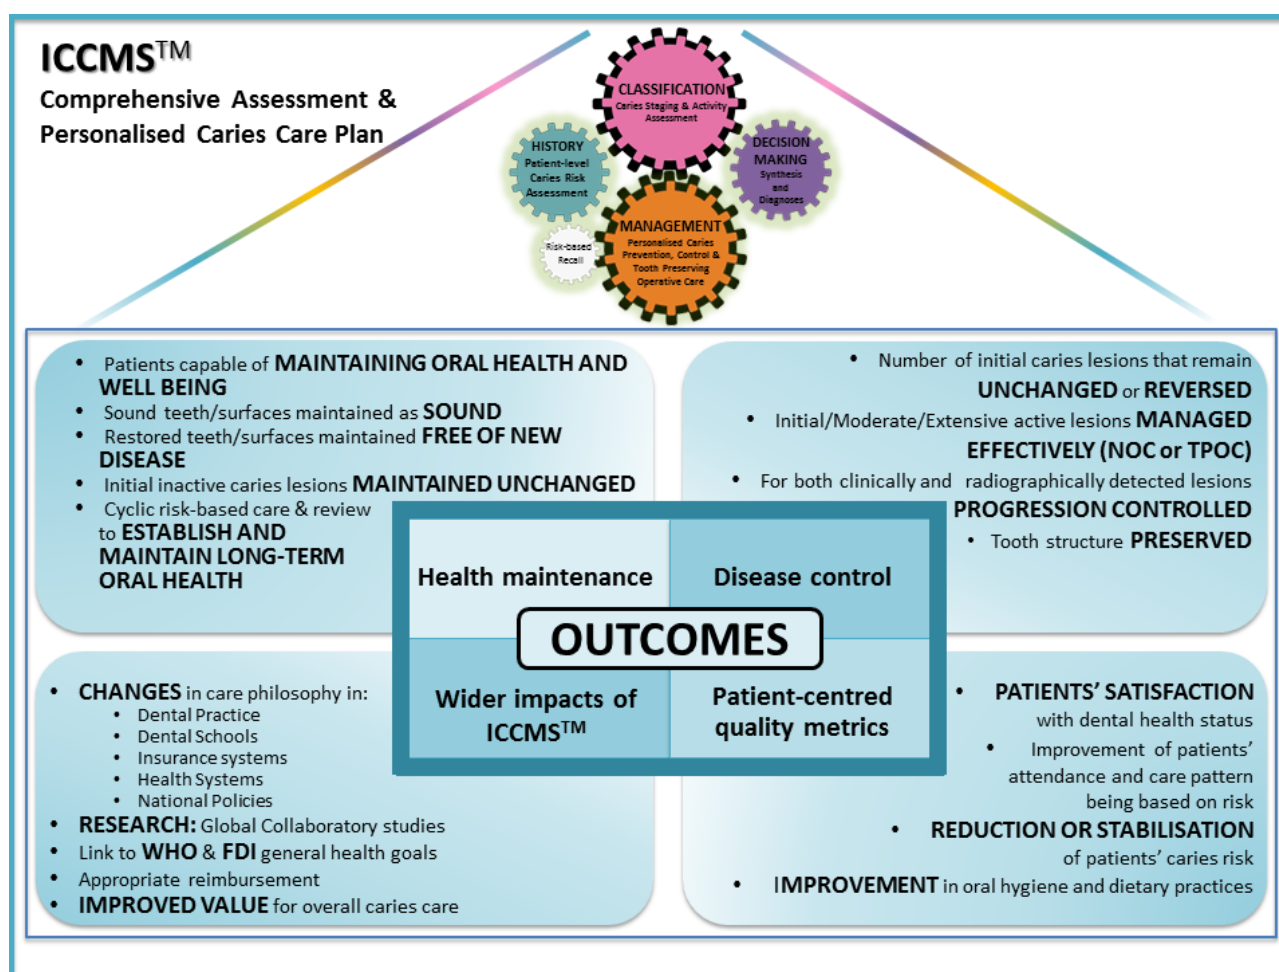 ICCMS™
Comprehensive Assessment &
Personalised Caries Care Plan
CLASSIFICATION
Caries Staging & Activity
Assessment
HISTORY
Patient-level
Caries Risk
Assessment
DECISION
MAKING
Synthesis
and
Diagnoses
MANAGEMENT
Personalised Caries
Prevention, Control &
Tooth Preserving
Operative Care
Risk-based
Recall
• Patients capable of MAINTAINING ORAL HEALTH AND
WELL BEING
• Sound teeth/surfaces maintained as SOUND
• Restored teeth/surfaces maintained FREE OF NEW
DISEASE
• Initial inactive caries lesions MAINTAINED UNCHANGED
• Cyclic risk-based care & review
to ESTABLISH AND
MAINTAIN LONG-TERM
ORAL HEALTH
• Number of initial caries lesions that remain
UNCHANGED or REVERSED
• Initial/Moderate/Extensive active lesions MANAGED
EFFECTIVELY (NOC or TPOC)
• For both clinically and radiographically detected lesions
PROGRESSION CONTROLLED
• Tooth structure PRESERVED
Health maintenance
Disease control
OUTCOMES
Wider impacts of
ICCMS™
Patient-centred
quality metrics
• CHANGES in care philosophy in:
• Dental Practice
• Dental Schools
• Insurance systems
• Health Systems
• National Policies
• RESEARCH: Global Collaboratory studies
• Link to WHO & FDI general health goals
• Appropriate reimbursement
• IMPROVED VALUE for overall caries care
• PATIENTS’ SATISFACTION
with dental health status
• Improvement of patients’
attendance and care pattern
being based on risk
• REDUCTION OR STABILISATION
of patients’ caries risk
• IMPROVEMENT in oral hygiene and dietary practices